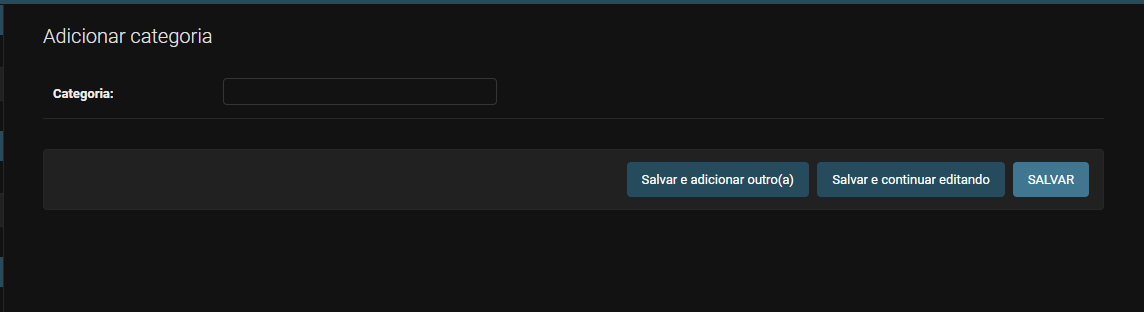 Adicionar categoria
Categoria:
Salvar e adicionar outro(a) Salvar e continuar editando SALVAR